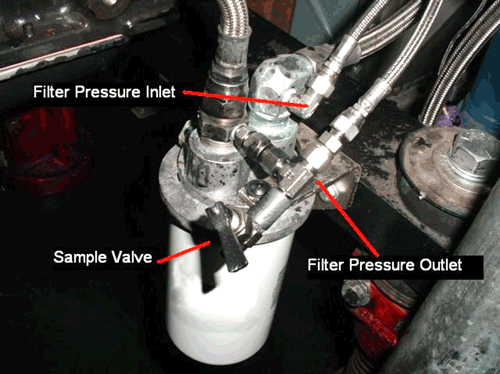 Filter Pressure Inlet
Sample Valve
Filter Pressure Outlet